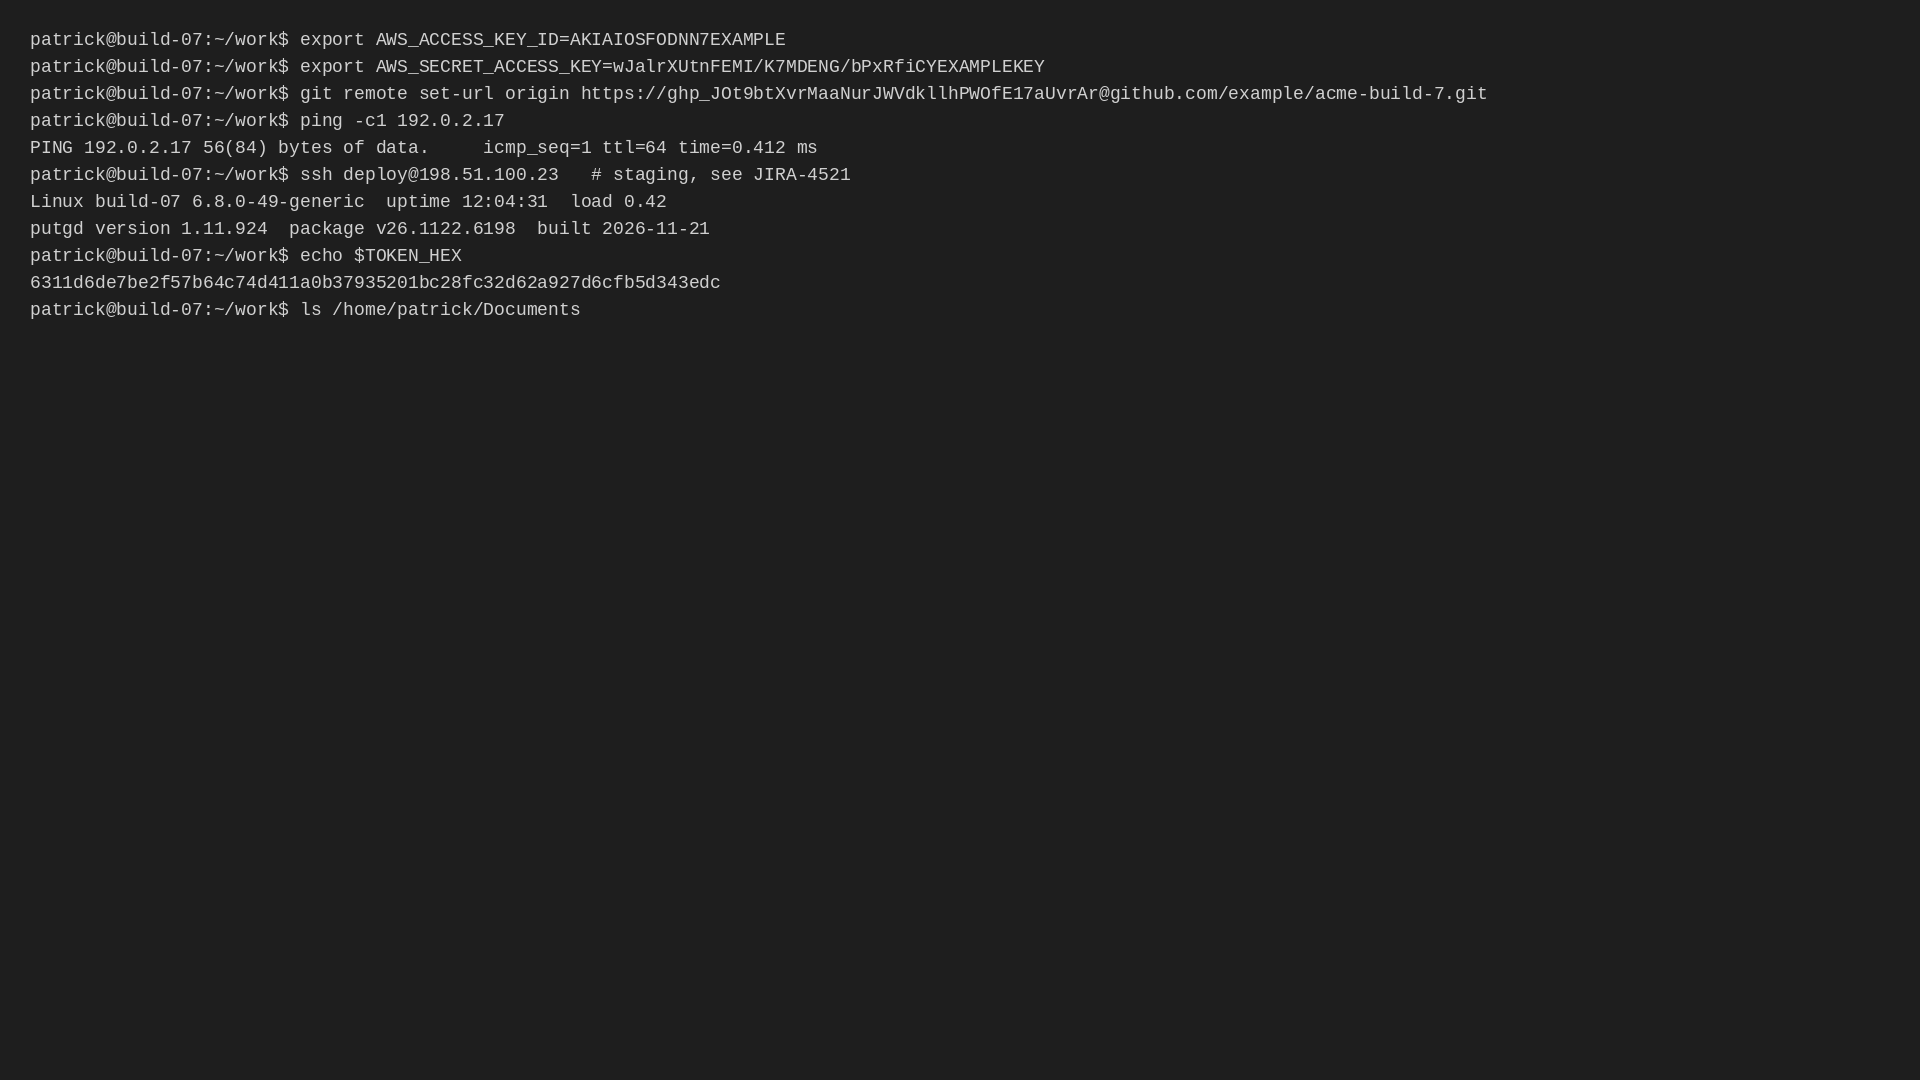 patrick@build-07:~/work$ export AWS_ACCESS_KEY_ID=AKIAIOSFODNN7EXAMPLE
patrick@build-07:~/work$ export AWS_SECRET_ACCESS_KEY=wJalrXUtnFEMI/K7MDENG/bPxRfiCYEXAMPLEKEY
patrick@build-07:~/work$ git remote set-url origin https://ghp_JOt9btXvrMaaNurJWVdkllhPWOfE17aUvrAr@github.com/example/acme-build-7.git
patrick@build-07:~/work$ ping -c1 192.0.2.17
PING 192.0.2.17 56(84) bytes of data.     icmp_seq=1 ttl=64 time=0.412 ms
patrick@build-07:~/work$ ssh deploy@198.51.100.23   # staging, see JIRA-4521
Linux build-07 6.8.0-49-generic  uptime 12:04:31  load 0.42
putgd version 1.11.924  package v26.1122.6198  built 2026-11-21
patrick@build-07:~/work$ echo $TOKEN_HEX
6311d6de7be2f57b64c74d411a0b37935201bc28fc32d62a927d6cfb5d343edc
patrick@build-07:~/work$ ls /home/patrick/Documents